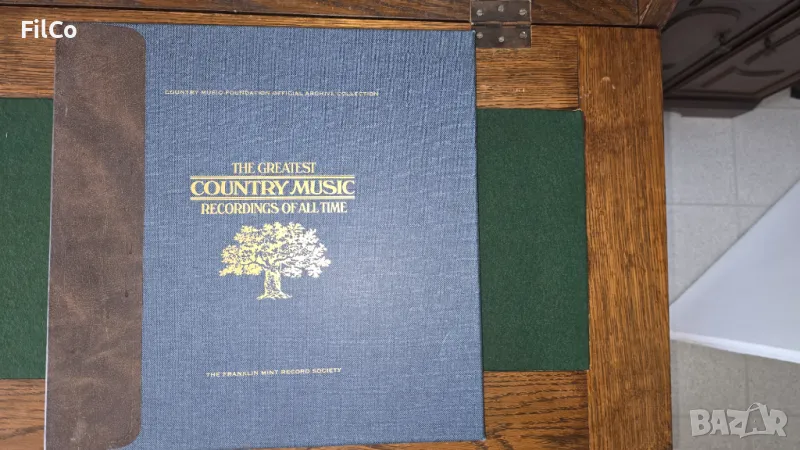 FilCo
COUNTRY MUSIC FOUNDATION OFFICIAL ARCHIVE COLLECTION
THE GREATEST
COUNTRY MUSIC
RECORDINGS OF ALL TIME
THE FRANKLIN MINT RECORD SOCIETY
BAZAR